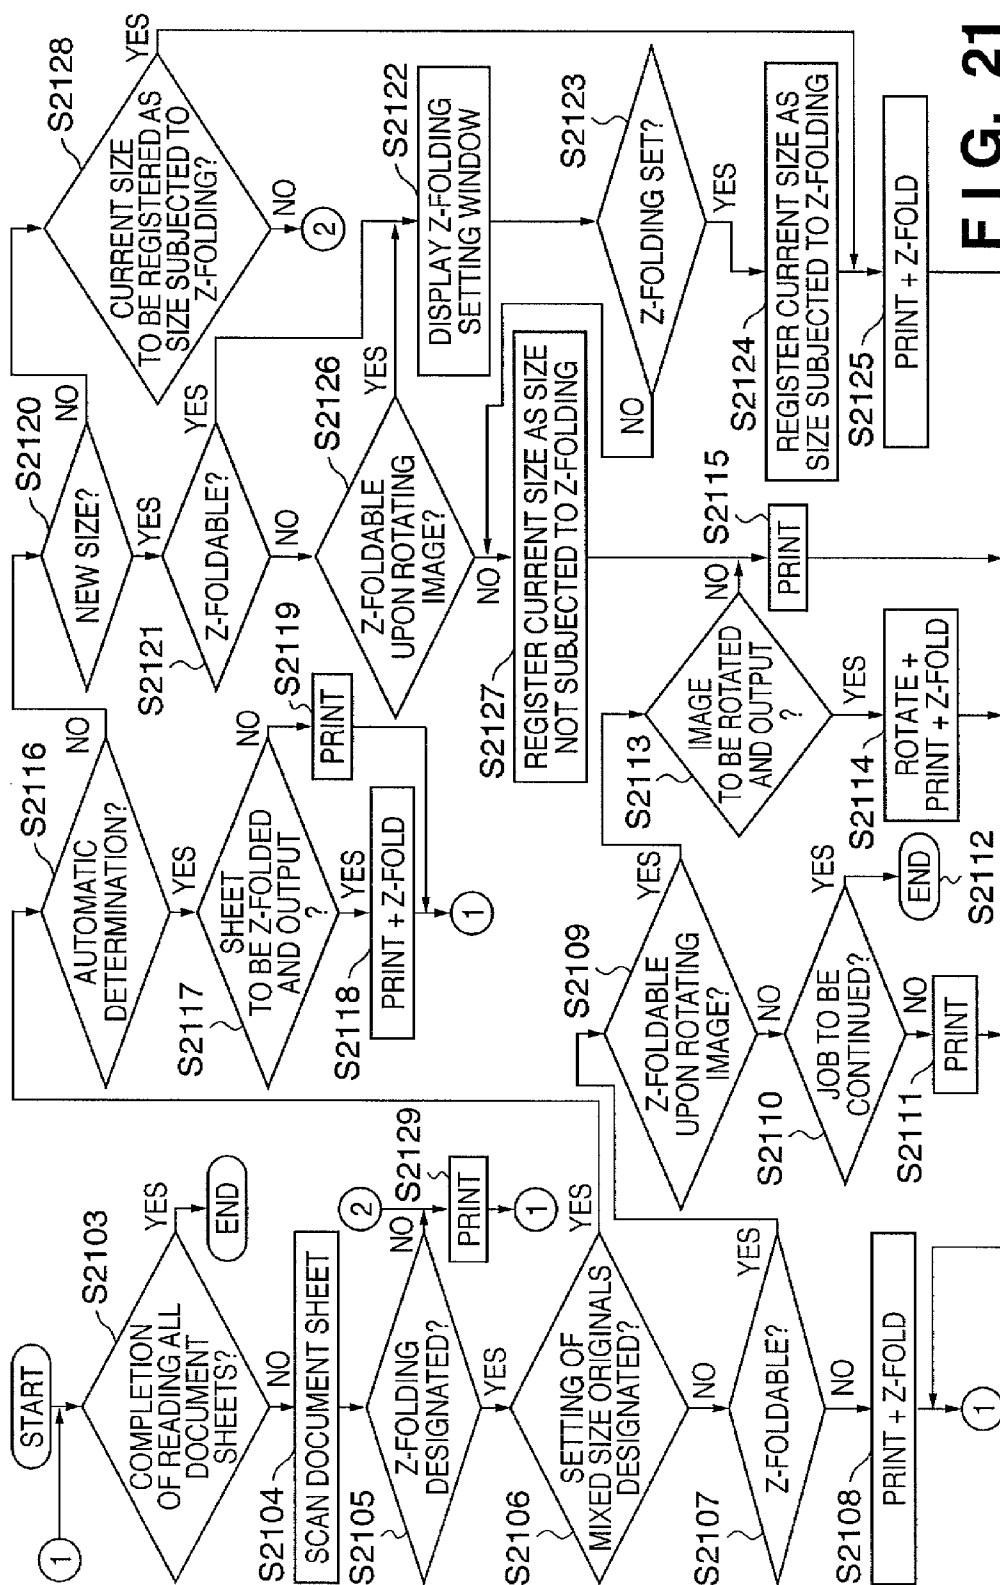 START
1
S2103
COMPLETION
OF READING ALL
DOCUMENT
SHEETS?
YES
END
NO
S2104
SCAN DOCUMENT SHEET
S2105
Z-FOLDING
DESIGNATED?
NO
2
S2129
PRINT
1
YES
S2106
SETTING OF
MIXED SIZE ORIGINALS
DESIGNATED?
YES
NO
S2107
Z-FOLDABLE?
YES
NO
S2108
PRINT + Z-FOLD
1
S2116
AUTOMATIC
DETERMINATION?
NO
YES
S2117
SHEET
TO BE Z-FOLDED
AND OUTPUT
?
NO
S2119
PRINT
YES
S2118
PRINT + Z-FOLD
1
S2109
Z-FOLDABLE
UPON ROTATING
IMAGE?
YES
NO
S2110
JOB TO BE
CONTINUED?
YES
END
S2112
NO
S2111
PRINT
S2120
NEW SIZE?
NO
YES
S2121
Z-FOLDABLE?
YES
NO
S2126
Z-FOLDABLE
UPON ROTATING
IMAGE?
YES
NO
S2127
REGISTER CURRENT SIZE AS SIZE
NOT SUBJECTED TO Z-FOLDING
S2113
IMAGE
TO BE ROTATED
AND OUTPUT
?
NO
S2115
PRINT
YES
S2114
ROTATE +
PRINT + Z-FOLD
S2128
CURRENT SIZE
TO BE REGISTERED AS
SIZE SUBJECTED TO
Z-FOLDING?
YES
NO
2
S2122
DISPLAY Z-FOLDING
SETTING WINDOW
S2123
Z-FOLDING SET?
NO
YES
S2124
REGISTER CURRENT SIZE AS
SIZE SUBJECTED TO Z-FOLDING
S2125
PRINT + Z-FOLD
FIG. 21